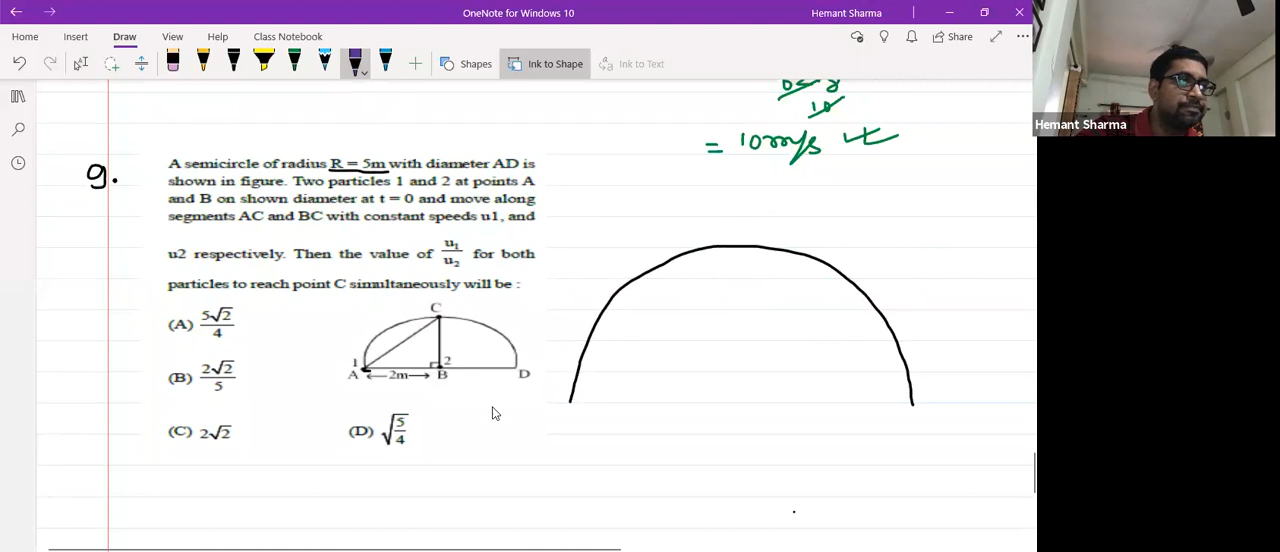 OneNote for Windows 10
Hemant Sharma
Home Insert Draw View Help Class Notebook
Share
Shapes
Ink to Shape
Ink to Text
Hemant Sharma
= 10 m/s
9.
A semicircle of radius R = 5m with diameter AD is
shown in figure. Two particles 1 and 2 at points A
and B on shown diameter at t = 0 and move along
segments AC and BC with constant speeds u1, and
u2 respectively. Then the value of u₁/u₂ for both
particles to reach point C simultaneously will be :
(A) 5√2/4
(B) 2√2/5
(C) 2√2
(D) √(5/4)
C
1 2
A ←2m→ B D